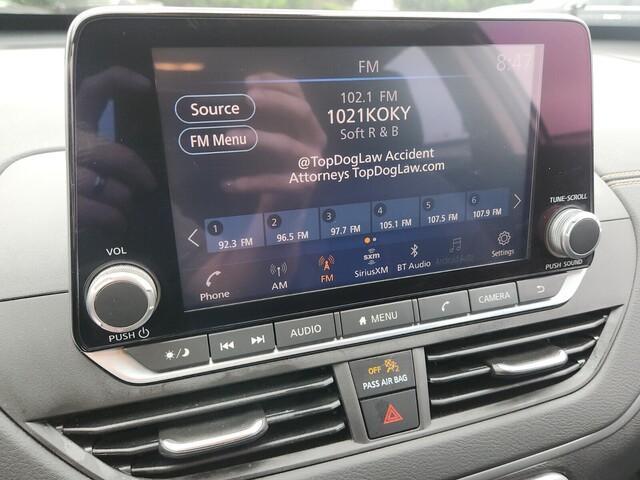 FM
8:47
Source
FM Menu
102.1 FM
1021KOKY
Soft R & B
@TopDogLaw Accident
Attorneys TopDogLaw.com
1 92.3 FM
2 96.5 FM
3 97.7 FM
4 105.1 FM
5 107.5 FM
6 107.9 FM
Phone
AM
FM
sxm
SiriusXM
BT Audio
Android Auto
Settings
VOL
PUSH
TUNE-SCROLL
PUSH SOUND
AUDIO
MENU
CAMERA
OFF 2
PASS AIR BAG